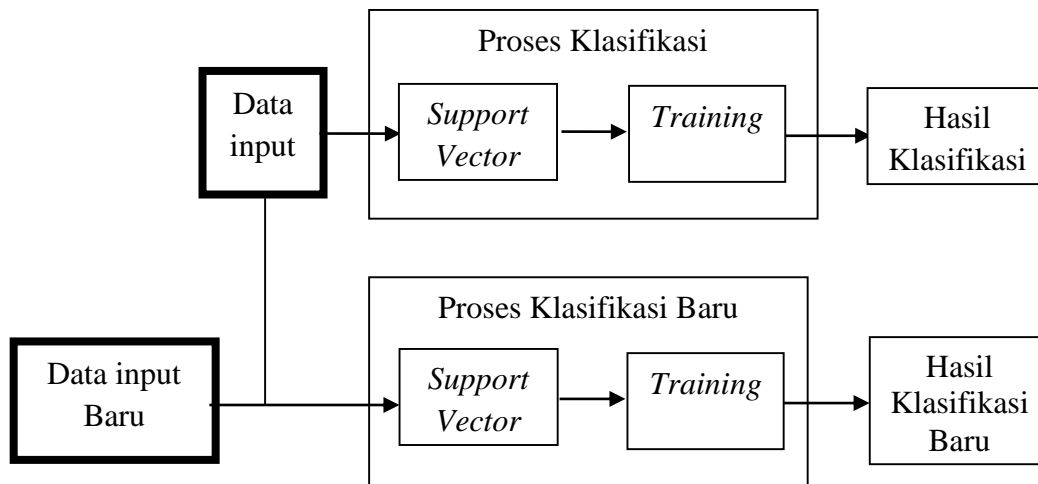 Proses Klasifikasi
Data
input
Support
Vector
Training
Hasil
Klasifikasi
Proses Klasifikasi Baru
Data input
Baru
Support
Vector
Training
Hasil
Klasifikasi
Baru